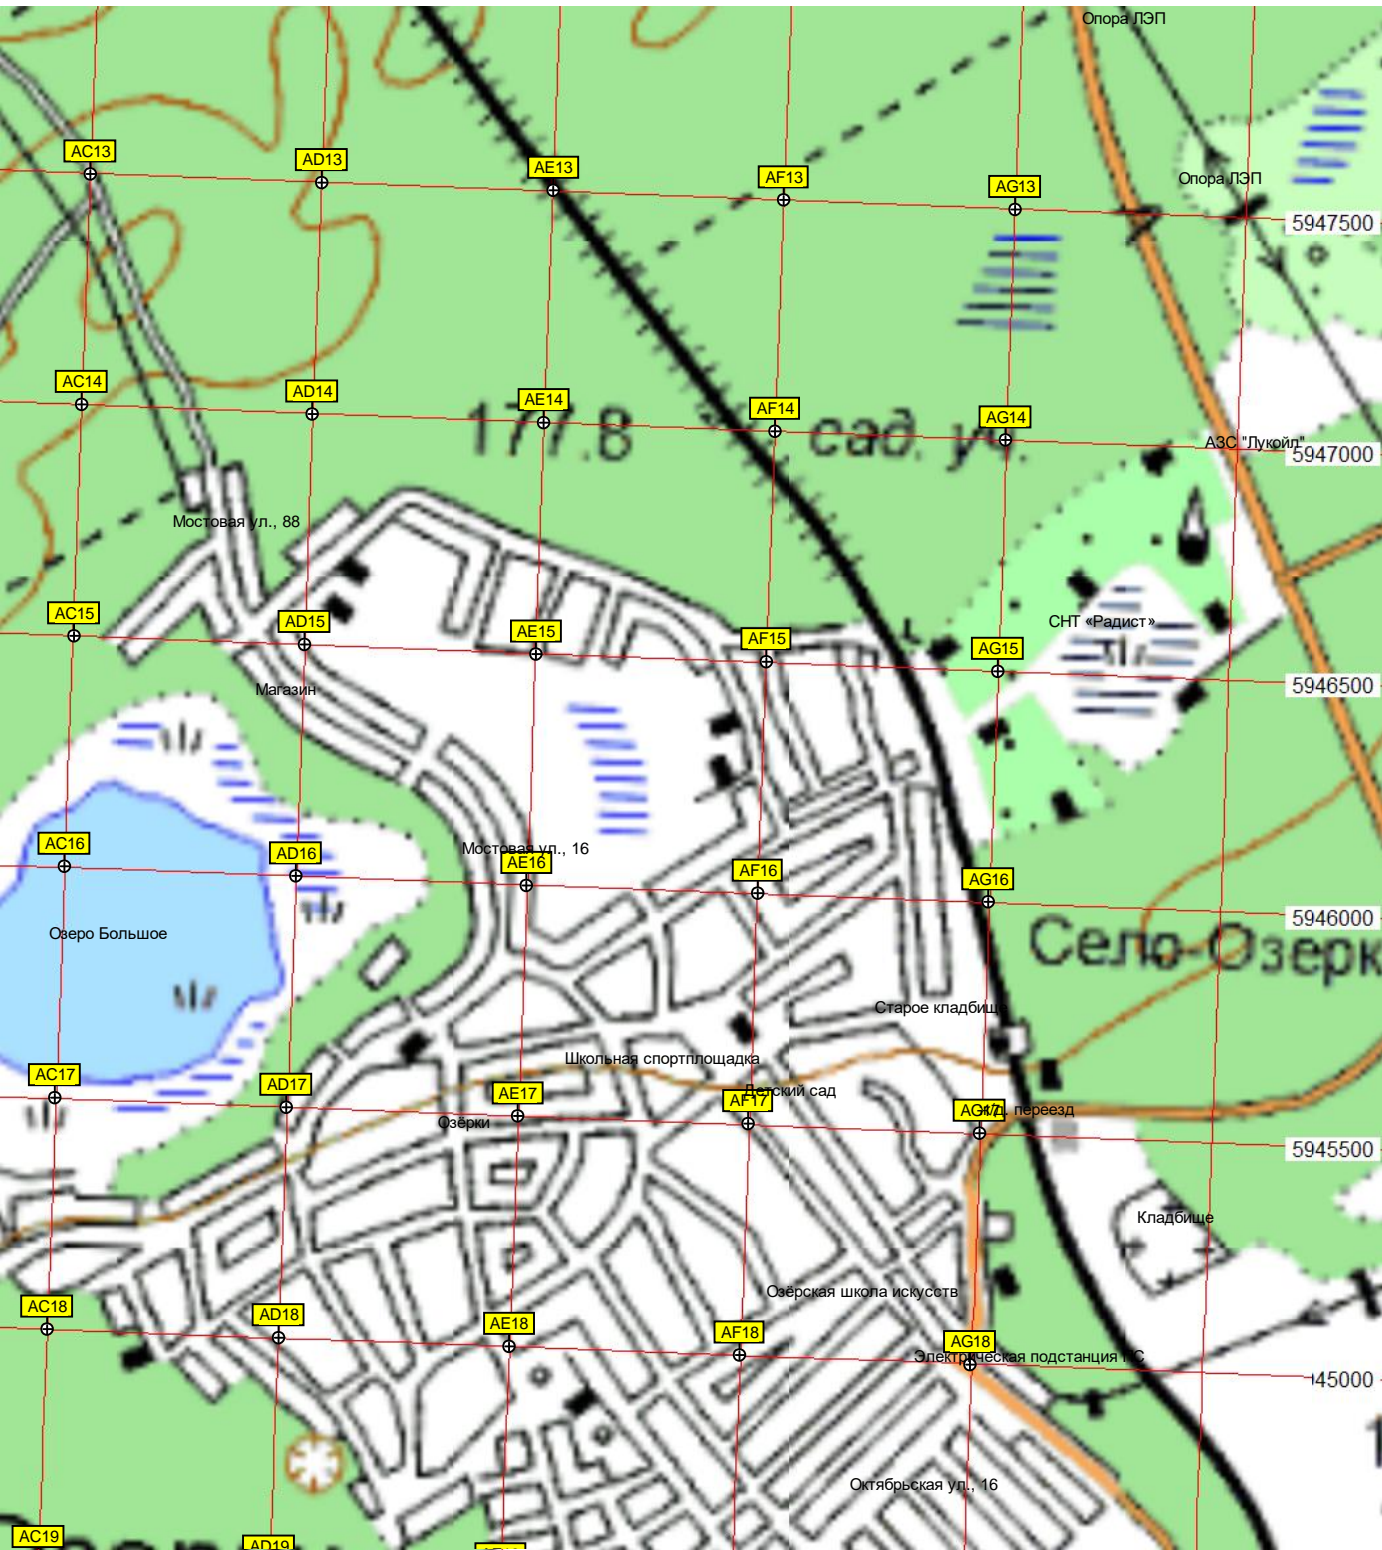 Опора ЛЭП
AC13
AD13
AE13
AF13
AG13
Опора ЛЭП
5947500
AC14
AD14
AE14
AF14
AG14
177.8
сад. уч.
АЗС "Лукойл"
5947000
Мостовая ул., 88
AC15
AD15
AE15
AF15
AG15
СНТ «Радист»
5946500
Магазин
Мостовая ул., 16
AC16
AD16
AE16
AF16
AG16
5946000
Озеро Большое
Село-Озерк
Старое кладбище
Школьная спортплощадка
AC17
AD17
AE17
AF17
Детский сад
AG17
переезд
Озёрки
5945500
Кладбище
Озёрская школа искусств
AC18
AD18
AE18
AF18
AG18
Электрическая подстанция
45000
Октябрьская ул., 16
AC19
AD19